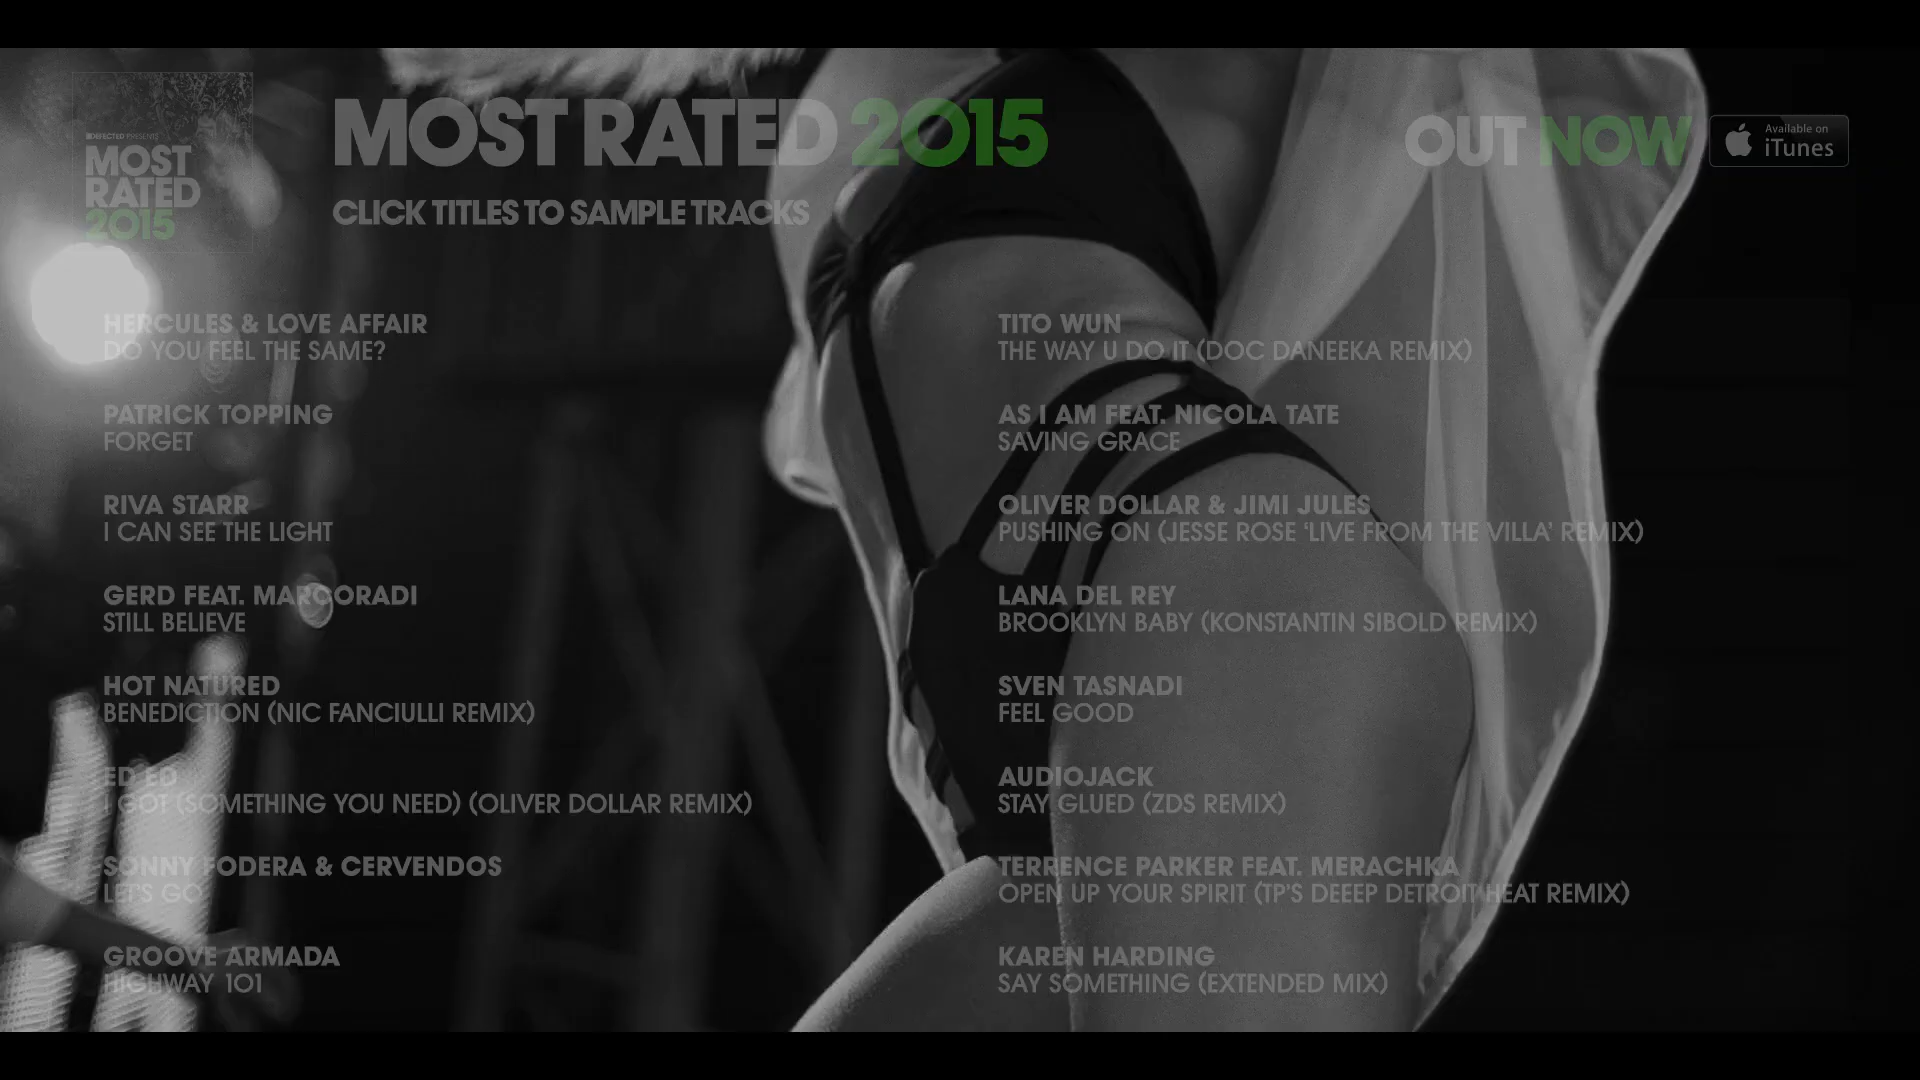 DEFECTED PRESENTS
MOST
RATED
2015
MOST RATED 2015
CLICK TITLES TO SAMPLE TRACKS
OUT NOW
Available on
iTunes
HERCULES & LOVE AFFAIR
DO YOU FEEL THE SAME?
PATRICK TOPPING
FORGET
RIVA STARR
I CAN SEE THE LIGHT
GERD FEAT. MARCORADI
STILL BELIEVE
HOT NATURED
BENEDICTION (NIC FANCIULLI REMIX)
ED ED
I GOT (SOMETHING YOU NEED) (OLIVER DOLLAR REMIX)
SONNY FODERA & CERVENDOS
LET'S GO
GROOVE ARMADA
HIGHWAY 101
TITO WUN
THE WAY U DO IT (DOC DANEEKA REMIX)
AS I AM FEAT. NICOLA TATE
SAVING GRACE
OLIVER DOLLAR & JIMI JULES
PUSHING ON (JESSE ROSE ‘LIVE FROM THE VILLA’ REMIX)
LANA DEL REY
BROOKLYN BABY (KONSTANTIN SIBOLD REMIX)
SVEN TASNADI
FEEL GOOD
AUDIOJACK
STAY GLUED (ZDS REMIX)
TERRENCE PARKER FEAT. MERACHKA
OPEN UP YOUR SPIRIT (TP'S DEEEP DETROIT HEAT REMIX)
KAREN HARDING
SAY SOMETHING (EXTENDED MIX)